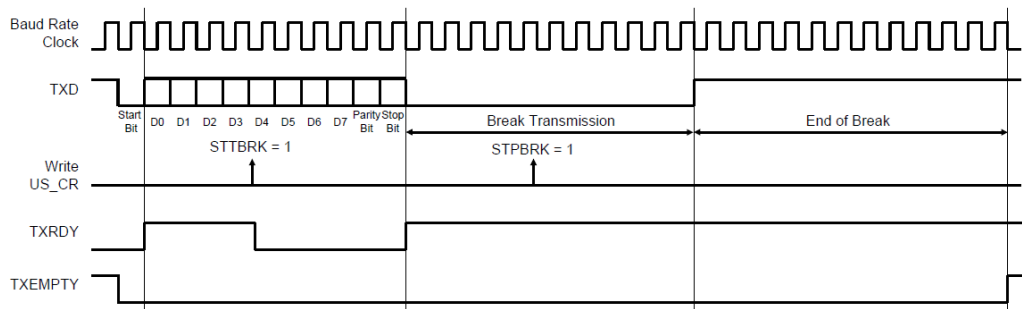 Baud Rate
Clock
TXD
Start
Bit
D0 D1 D2 D3 D4 D5 D6 D7
Parity
Bit
Stop
Bit
Break Transmission
End of Break
STTBRK = 1
STPBRK = 1
Write
US_CR
TXRDY
TXEMPTY